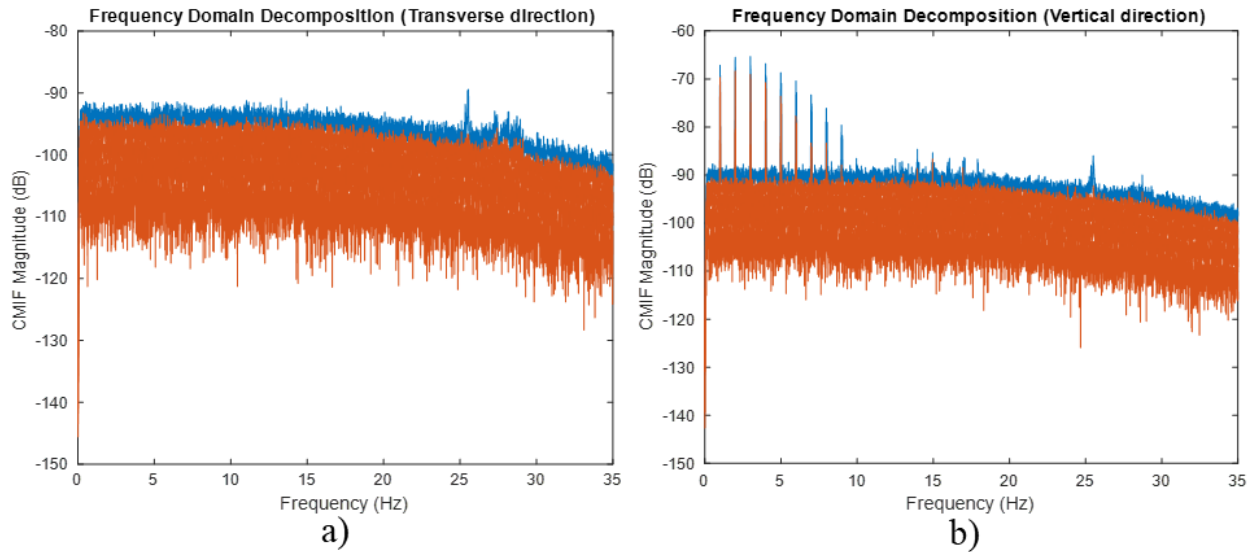 Frequency Domain Decomposition (Transverse direction)
-80
-90
-100
-110
-120
-130
-140
-150
CMIF Magnitude (dB)
0 5 10 15 20 25 30 35
Frequency (Hz)
a)
Frequency Domain Decomposition (Vertical direction)
-60
-70
-80
-90
-100
-110
-120
-130
-140
-150
CMIF Magnitude (dB)
0 5 10 15 20 25 30 35
Frequency (Hz)
b)